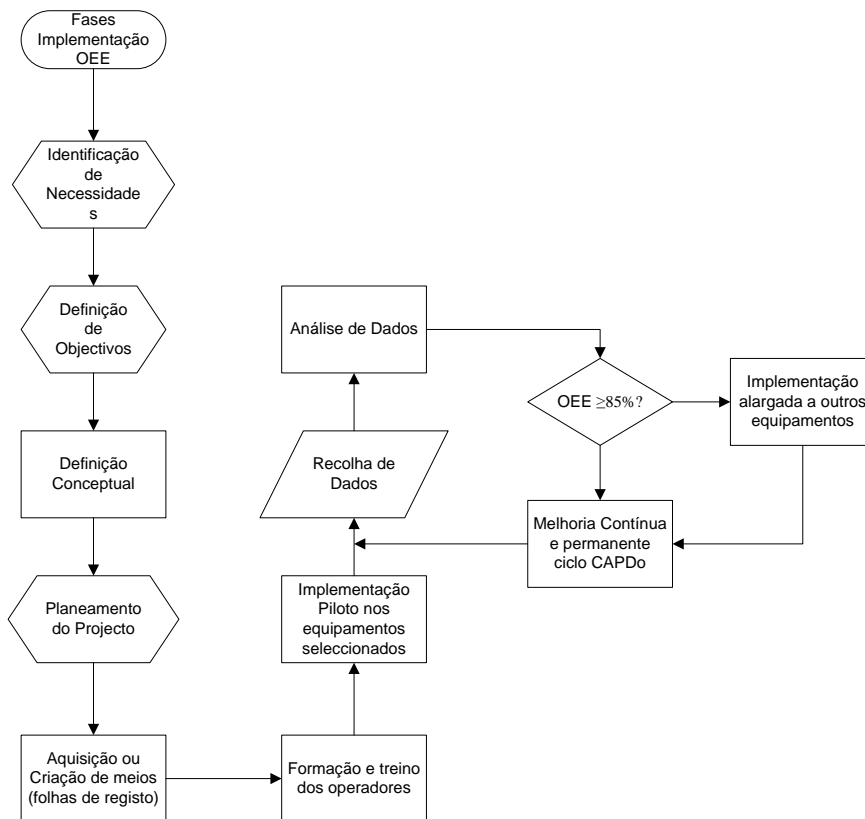 Fases
Implementação
OEE
Identificação
de
Necessidade
s
Definição
de
Objectivos
Definição
Conceptual
Planeamento
do Projecto
Aquisição ou
Criação de meios
(folhas de registo)
Formação e treino
dos operadores
Implementação
Piloto nos
equipamentos
seleccionados
Recolha de
Dados
Análise de Dados
OEE ≥85%?
Implementação
alargada a outros
equipamentos
Melhoria Contínua
e permanente
ciclo CAPDo